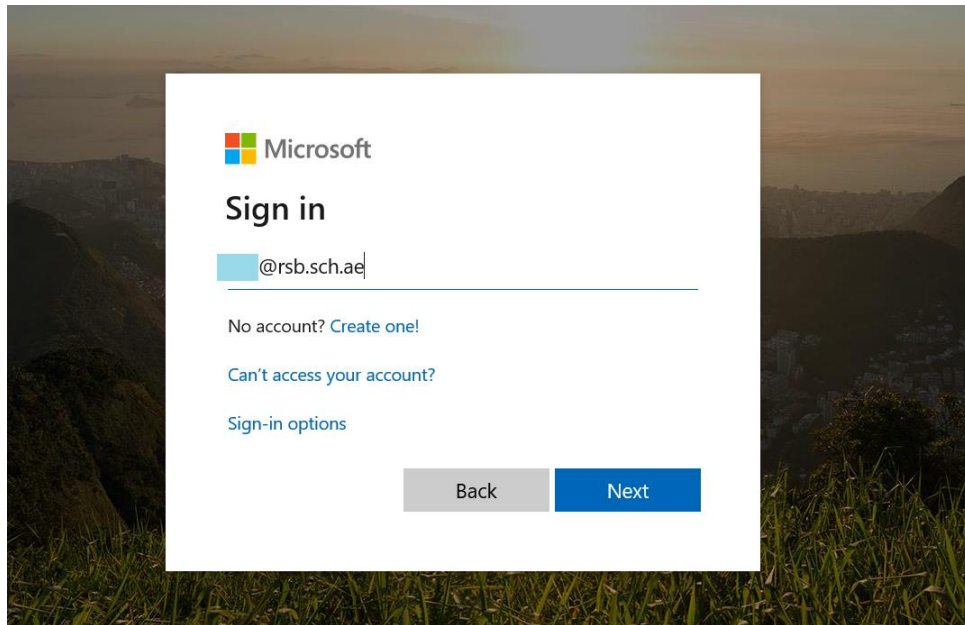 Microsoft
Sign in
@rsb.sch.ae
No account? Create one!
Can't access your account?
Sign-in options
Back Next